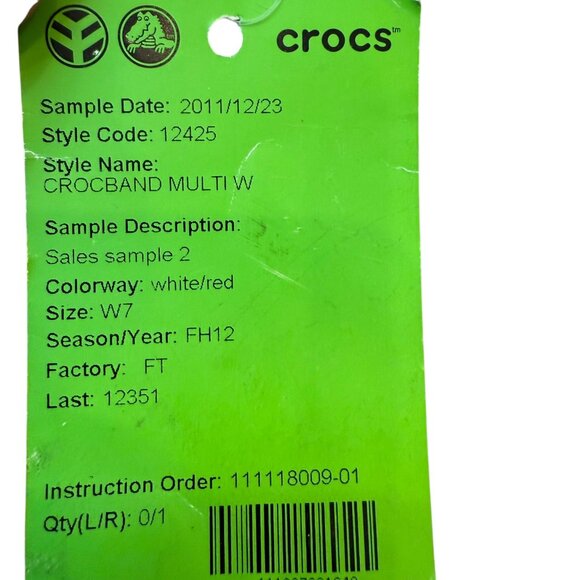 crocs™
Sample Date: 2011/12/23
Style Code: 12425
Style Name:
CROCBAND MULTI W
Sample Description:
Sales sample 2
Colorway: white/red
Size: W7
Season/Year: FH12
Factory: FT
Last: 12351
Instruction Order: 111118009-01
Qty(L/R): 0/1